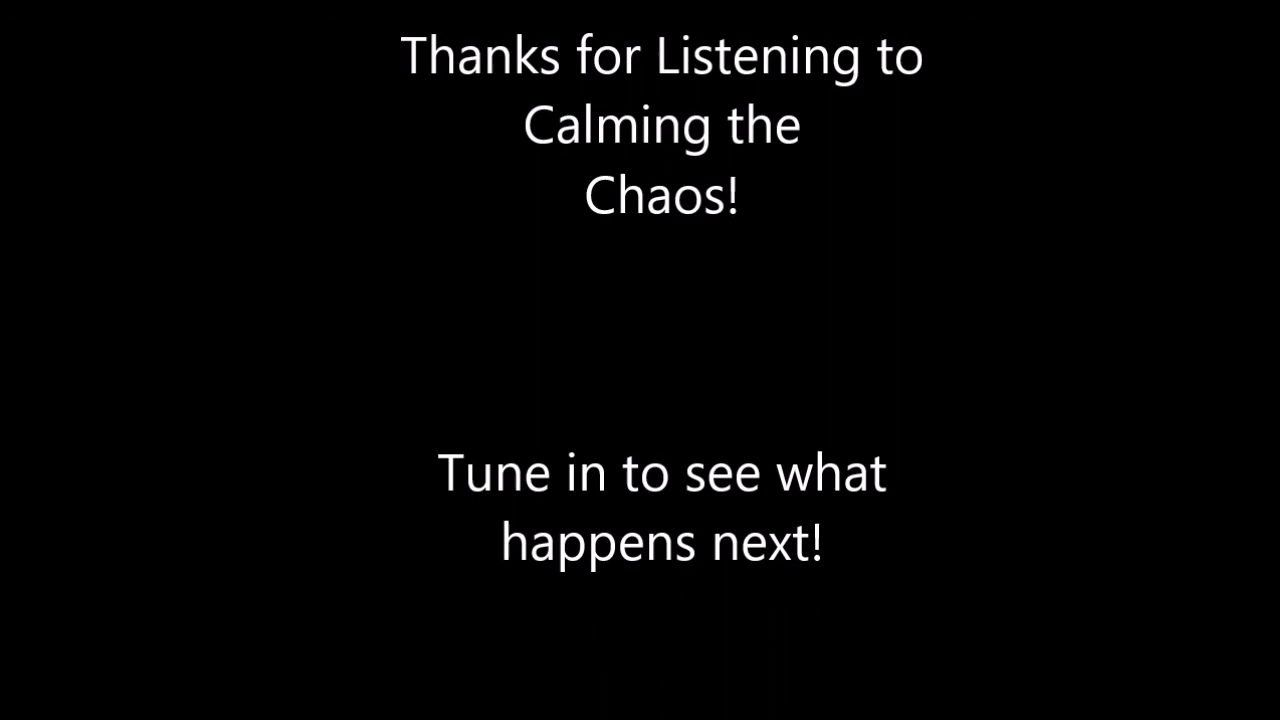 Thanks for Listening to
Calming the
Chaos!
Tune in to see what
happens next!